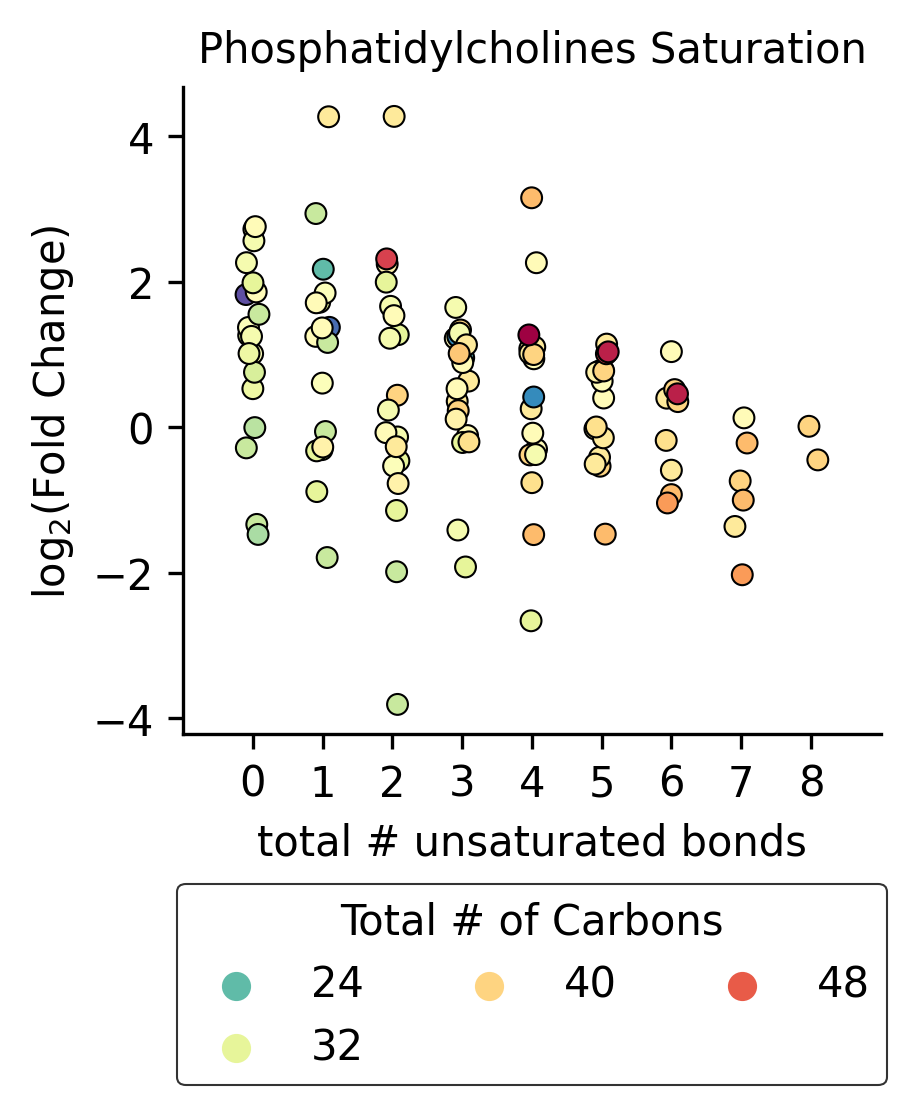 Phosphatidylcholines Saturation
log₂(Fold Change)
4
2
0
−2
−4
0 1 2 3 4 5 6 7 8
total # unsaturated bonds
Total # of Carbons
24 40 48
32